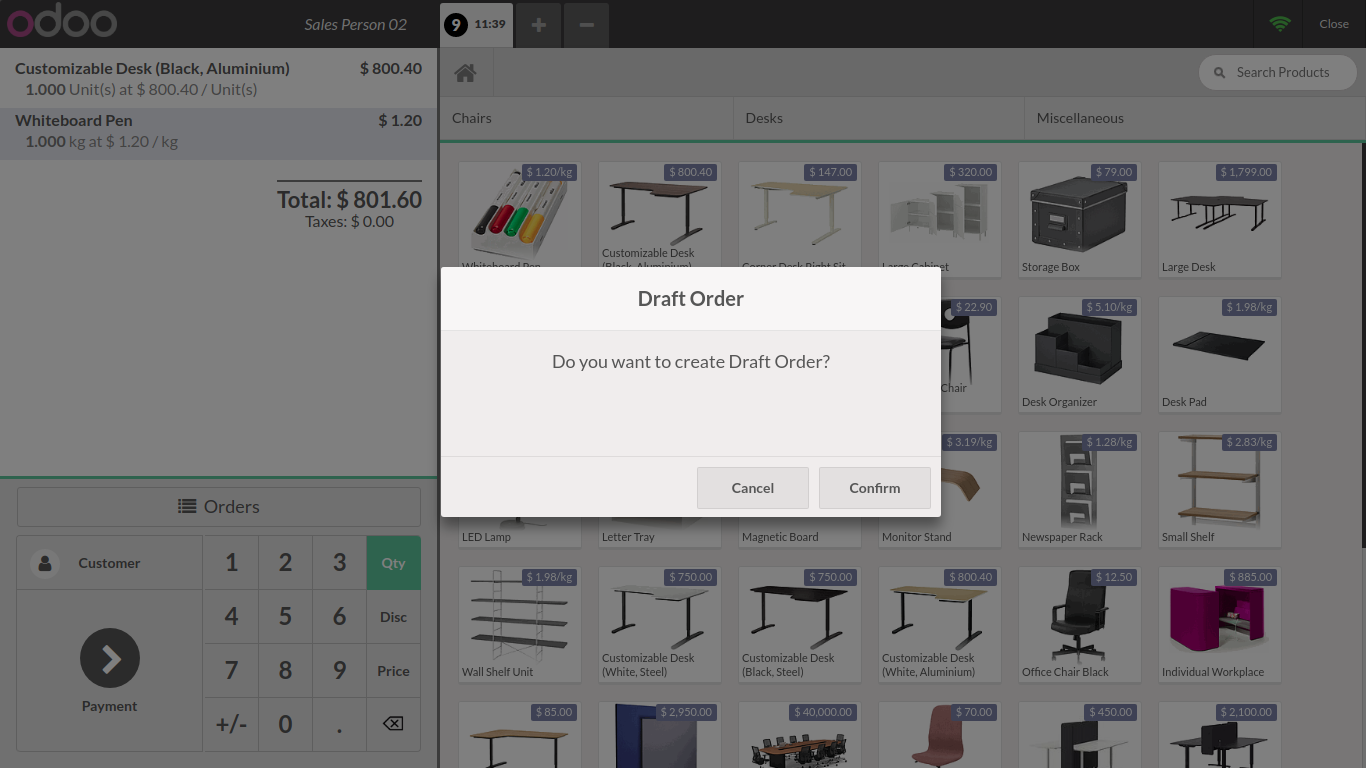 odoo
Sales Person 02
9 11:39
+
−
Close
Customizable Desk (Black, Aluminium) $ 800.40
1.000 Unit(s) at $ 800.40 / Unit(s)
Whiteboard Pen $ 1.20
1.000 kg at $ 1.20 / kg
Total: $ 801.60
Taxes: $ 0.00
Search Products
Chairs Desks Miscellaneous
$ 1.20/kg $ 800.40 $ 147.00 $ 320.00 $ 79.00 $ 1,799.00
Whiteboard Pen
Customizable Desk
(Black, Aluminium)
Corner Desk Right Sit
Large Cabinet
Storage Box
Large Desk
Draft Order
Do you want to create Draft Order?
Cancel Confirm
$ 22.90 $ 5.10/kg $ 1.98/kg
Chair
Desk Organizer
Desk Pad
$ 3.19/kg $ 1.28/kg $ 2.83/kg
LED Lamp
Letter Tray
Magnetic Board
Monitor Stand
Newspaper Rack
Small Shelf
$ 1.98/kg $ 750.00 $ 750.00 $ 800.40 $ 12.50 $ 885.00
Wall Shelf Unit
Customizable Desk
(White, Steel)
Customizable Desk
(Black, Steel)
Customizable Desk
(White, Aluminium)
Office Chair Black
Individual Workplace
$ 85.00 $ 2,950.00 $ 40,000.00 $ 70.00 $ 450.00 $ 2,100.00
Orders
Customer
Payment
1 2 3 Qty
4 5 6 Disc
7 8 9 Price
+/- 0 .